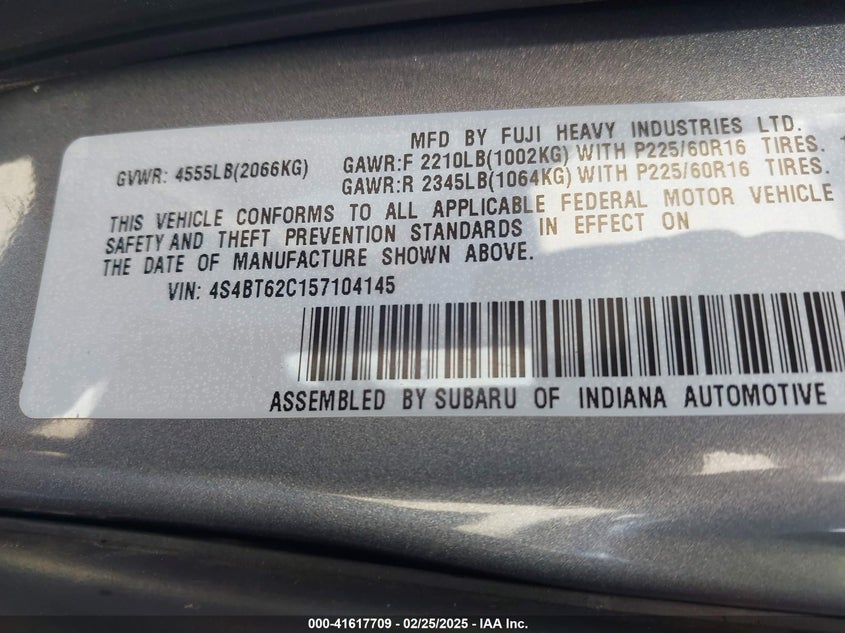 MFD BY FUJI HEAVY INDUSTRIES LTD.
GVWR: 4555LB(2066KG) GAWR:F 2210LB(1002KG) WITH P225/60R16 TIRES.
GAWR:R 2345LB(1064KG) WITH P225/60R16 TIRES.
THIS VEHICLE CONFORMS TO ALL APPLICABLE FEDERAL MOTOR VEHICLE
SAFETY AND THEFT PREVENTION STANDARDS IN EFFECT ON
THE DATE OF MANUFACTURE SHOWN ABOVE.
VIN: 4S4BT62C157104145
ASSEMBLED BY SUBARU OF INDIANA AUTOMOTIVE
000-41617709 - 02/25/2025 - IAAI Inc.